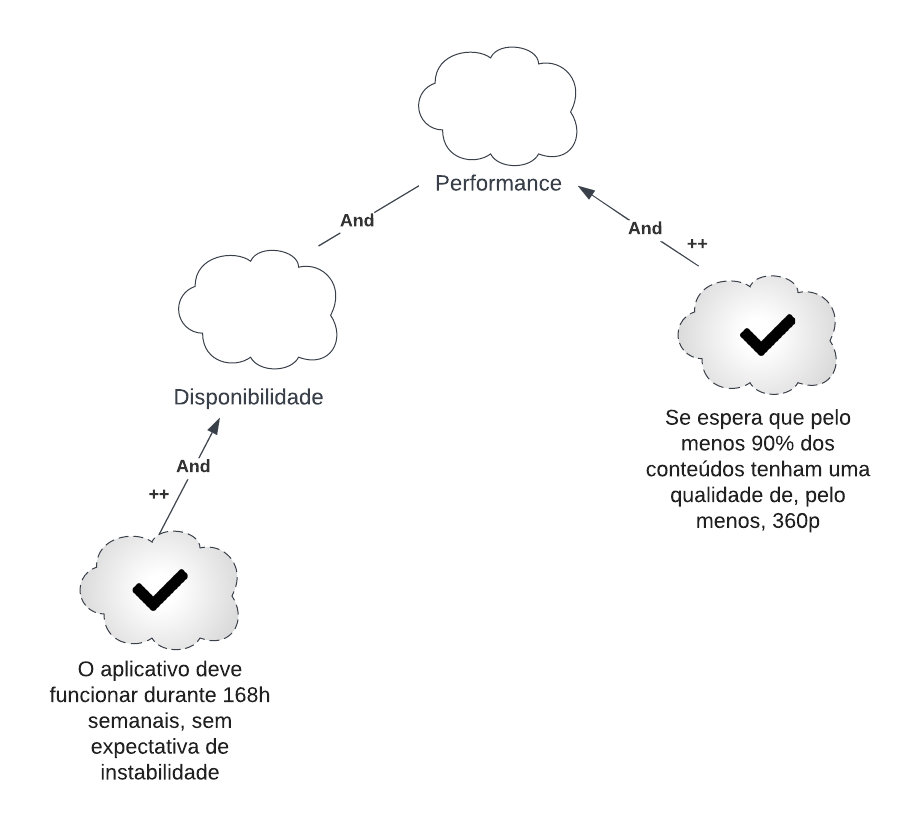 Performance
And
And
++
Disponibilidade
Se espera que pelo
menos 90% dos
conteúdos tenham uma
qualidade de, pelo
menos, 360p
And
++
O aplicativo deve
funcionar durante 168h
semanais, sem
expectativa de
instabilidade